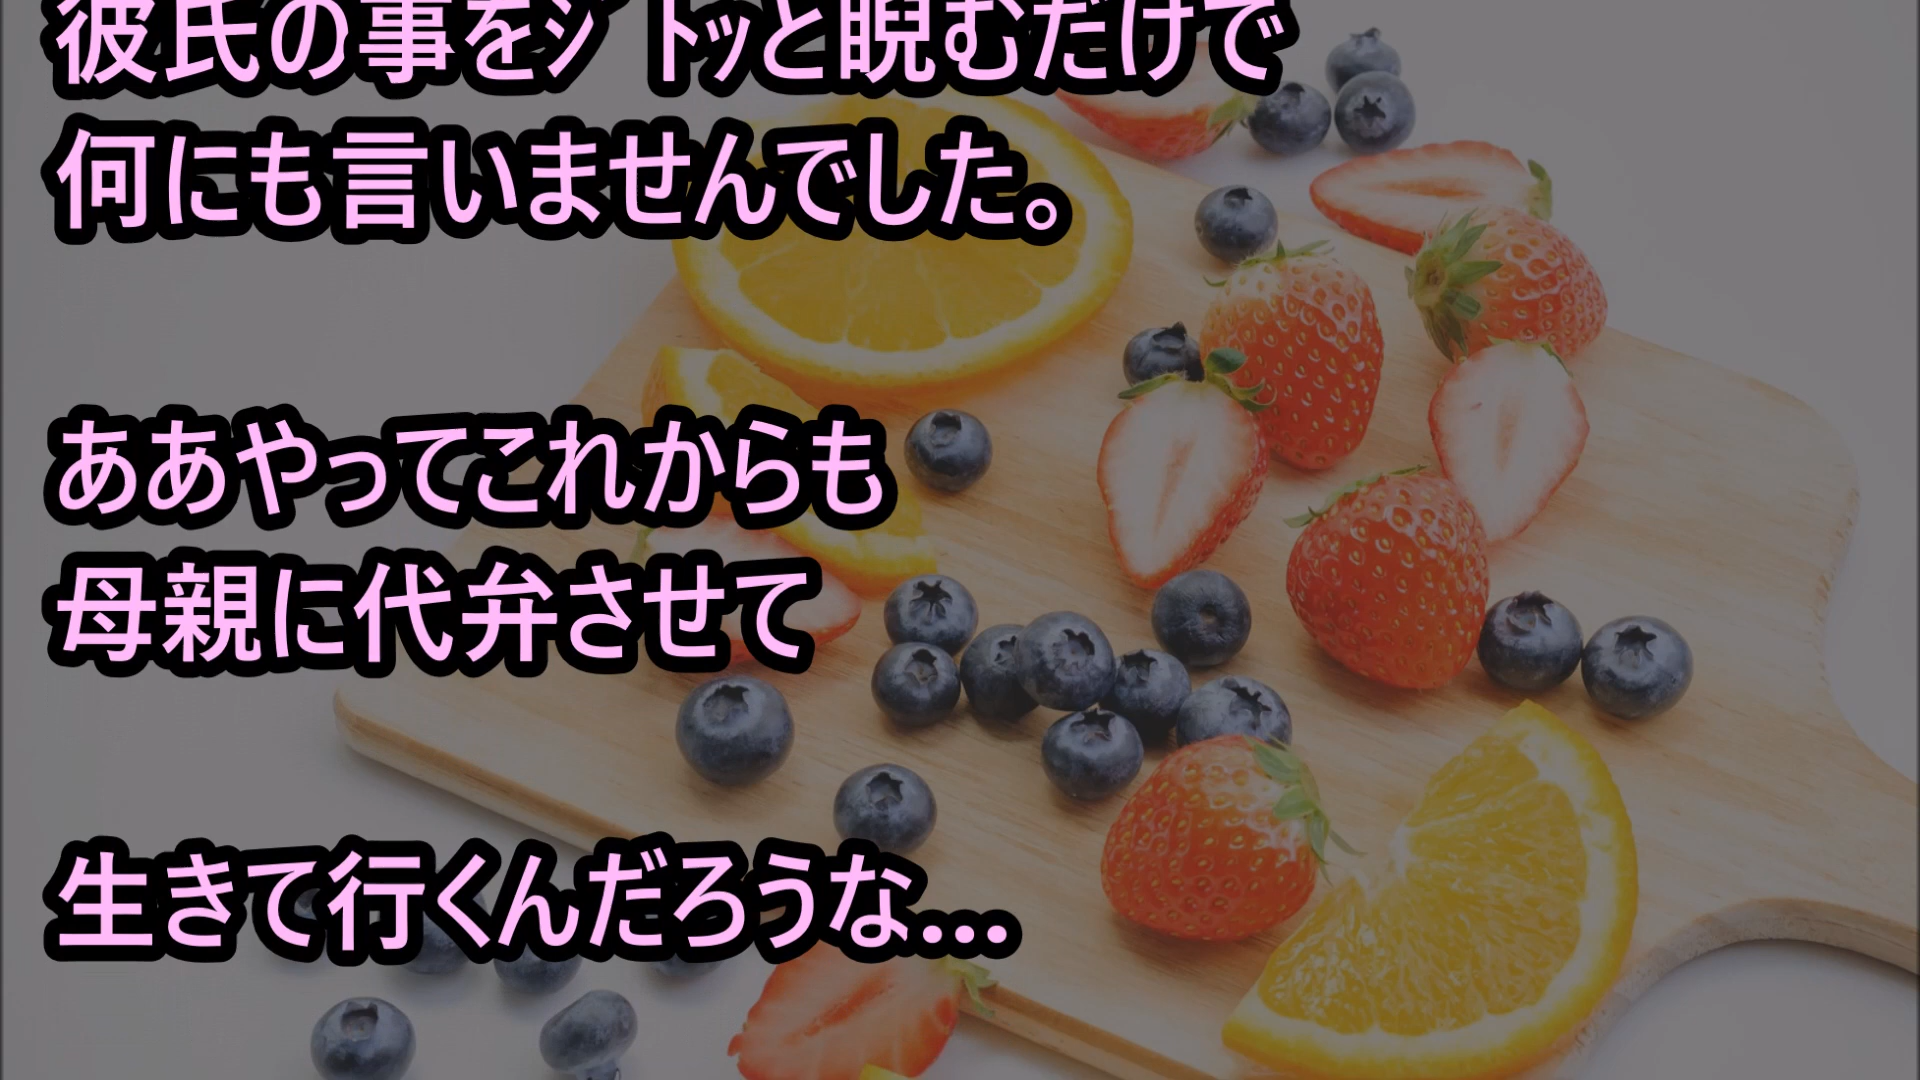 彼氏の事をｼﾞﾄｯと睨むだけで
何にも言いませんでした。
ああやってこれからも
母親に代弁させて
生きて行くんだろうな…